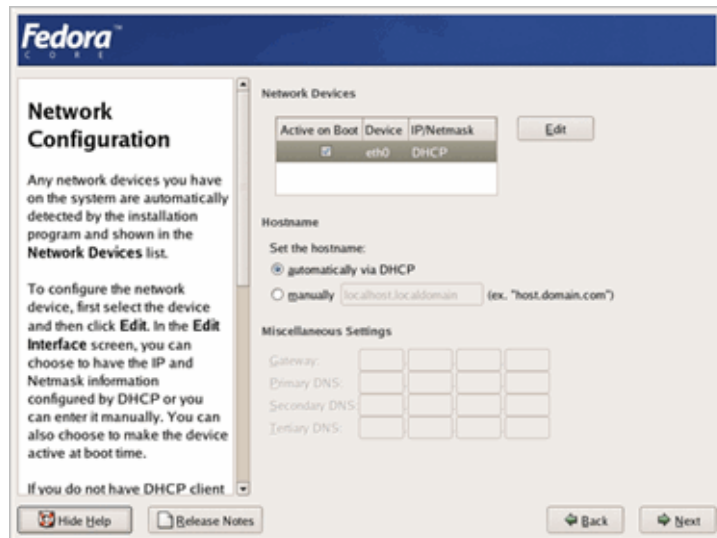 Fedora™
CORE
Network
Configuration
Any network devices you have
on the system are automatically
detected by the installation
program and shown in the
Network Devices list.
To configure the network
device, first select the device
and then click Edit. In the Edit
Interface screen, you can
choose to have the IP and
Netmask information
configured by DHCP or you
can enter it manually. You can
also choose to make the device
active at boot time.
If you do not have DHCP client
Network Devices
Active on Boot Device IP/Netmask
eth0 DHCP
Edit
Hostname
Set the hostname:
automatically via DHCP
manually localhost.localdomain (ex. "host.domain.com")
Miscellaneous Settings
Gateway:
Primary DNS:
Secondary DNS:
Tertiary DNS:
Hide Help
Release Notes
Back
Next